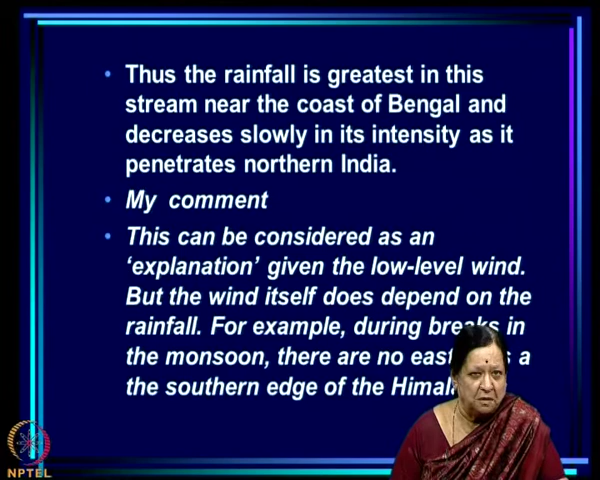 • Thus the rainfall is greatest in this
stream near the coast of Bengal and
decreases slowly in its intensity as it
penetrates northern India.
• My comment
• This can be considered as an
‘explanation’ given the low-level wind.
But the wind itself does depend on the
rainfall. For example, during breaks in
the monsoon, there are no
the southern edge of the
NPTEL